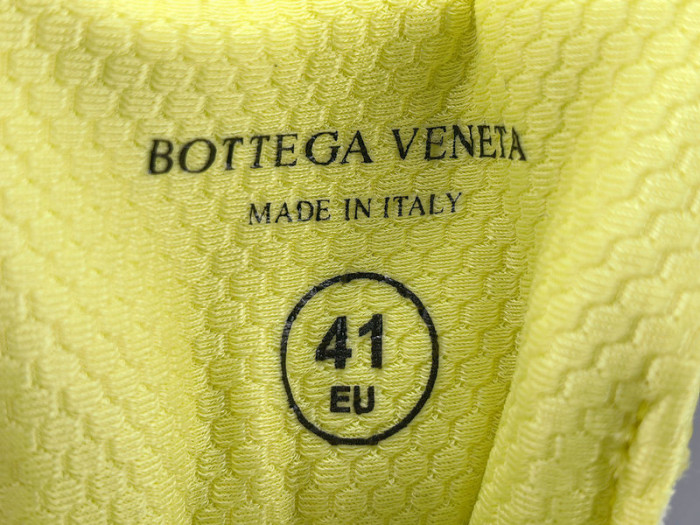 BOTTEGA VENETA
MADE IN ITALY
41
EU